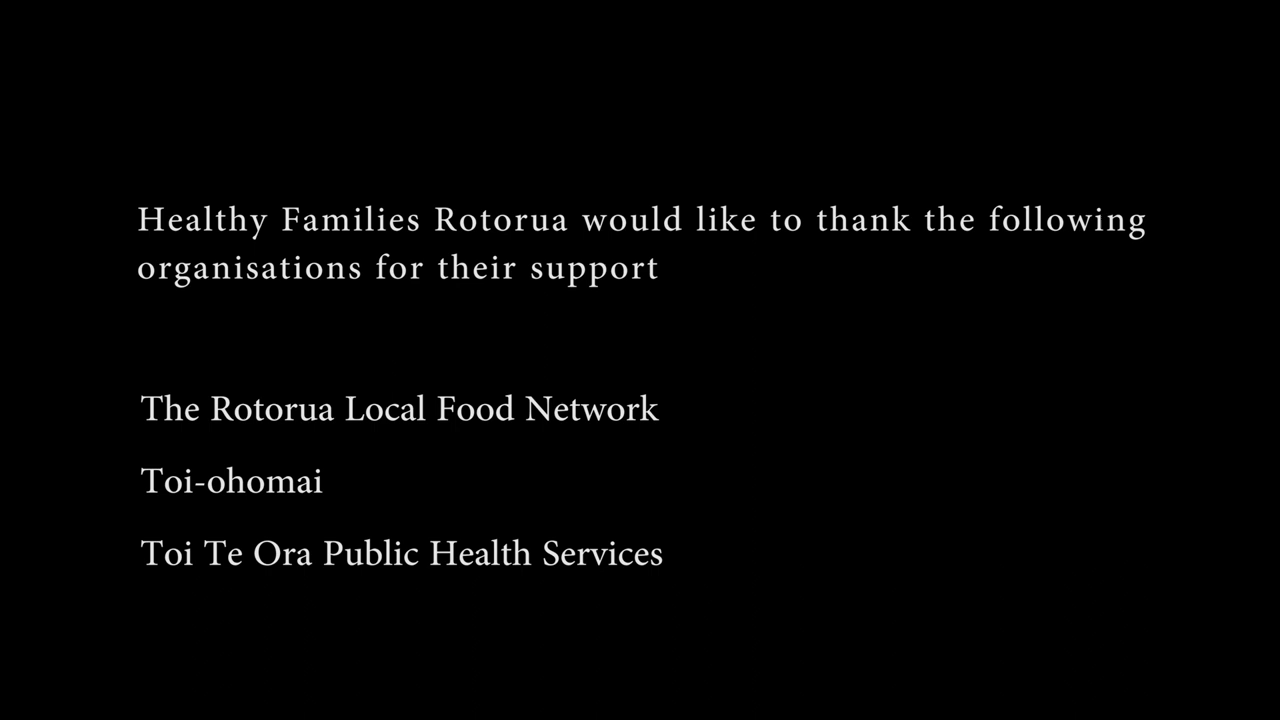 Healthy Families Rotorua would like to thank the following
organisations for their support
The Rotorua Local Food Network
Toi-ohomai
Toi Te Ora Public Health Services